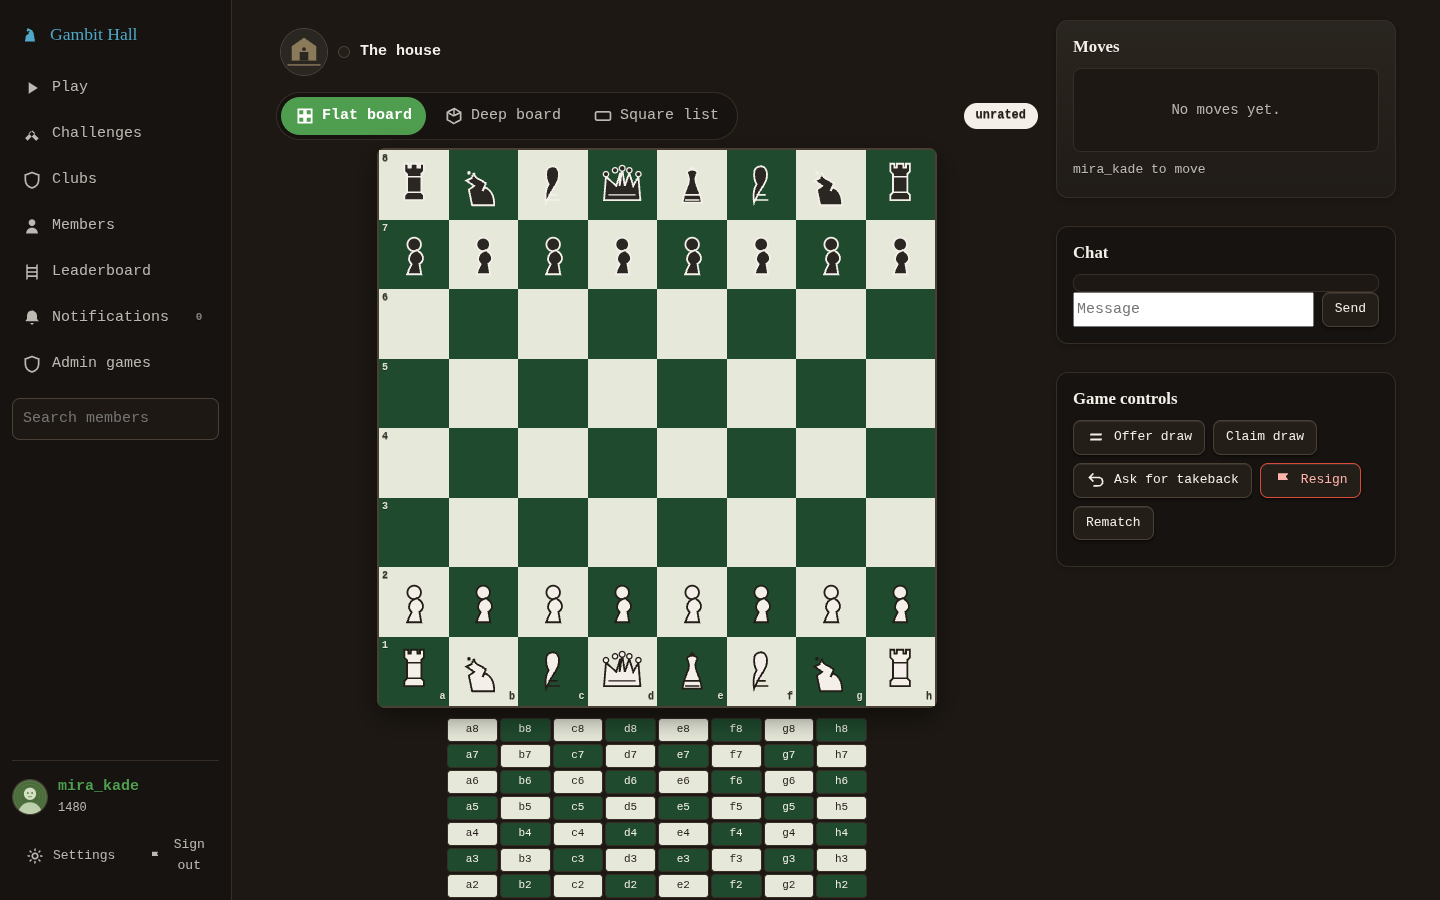 Gambit Hall
Play
Challenges
Clubs
Members
Leaderboard
Notifications 0
Admin games
Search members
mira_kade
1480
Settings
Sign out
The house
Flat board
Deep board
Square list
unrated
8
7
6
5
4
3
2
1
a b c d e f g h
a8 b8 c8 d8 e8 f8 g8 h8
a7 b7 c7 d7 e7 f7 g7 h7
a6 b6 c6 d6 e6 f6 g6 h6
a5 b5 c5 d5 e5 f5 g5 h5
a4 b4 c4 d4 e4 f4 g4 h4
a3 b3 c3 d3 e3 f3 g3 h3
a2 b2 c2 d2 e2 f2 g2 h2
Moves
No moves yet.
mira_kade to move
Chat
Message
Send
Game controls
Offer draw
Claim draw
Ask for takeback
Resign
Rematch